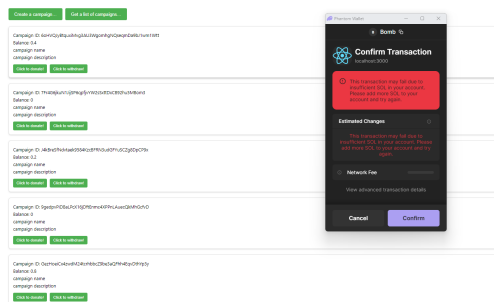 Create a campaign...
Get a list of campaigns...
Campaign ID:
Balance: 0.4
campaign name
campaign description
Click to donate!
Click to withdraw!
Campaign ID:
Balance: 0
campaign name
campaign description
Click to donate!
Click to withdraw!
Campaign ID:
Balance: 0.2
campaign name
campaign description
Click to donate!
Click to withdraw!
Campaign ID:
Balance: 0
campaign name
campaign description
Click to donate!
Click to withdraw!
Campaign ID:
Balance: 0.8
campaign name
campaign description
Click to donate!
Click to withdraw!
Phantom Wallet
Bomb
Confirm Transaction
localhost:3000
This transaction may fail due to
insufficient SOL in your account.
Please add more SOL to your
account and try again.
Estimated Changes
This transaction may fail due to
insufficient SOL in your account. Please
add more SOL to your account and try
again.
Network Fee
View advanced transaction details
Cancel
Confirm